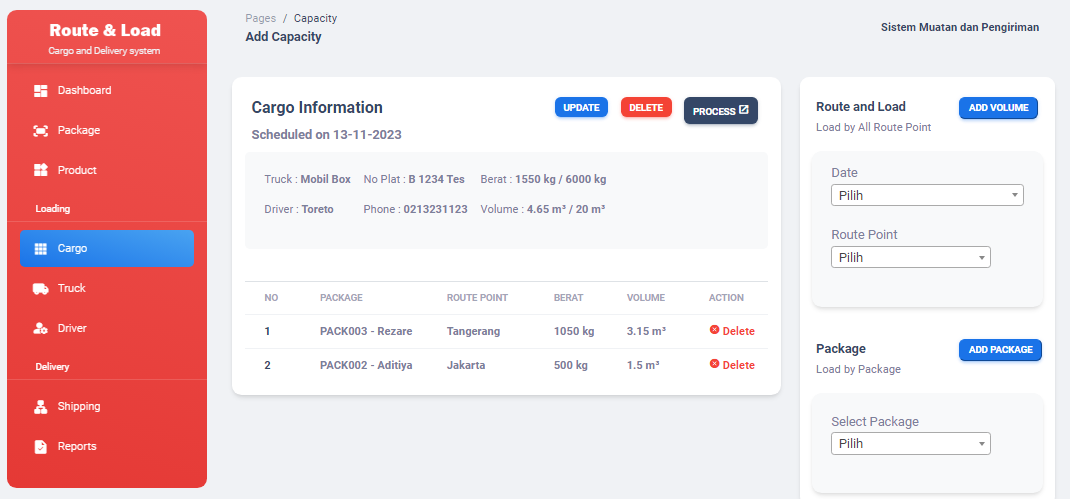 Route & Load
Cargo and Delivery system
Dashboard
Package
Product
Loading
Cargo
Truck
Driver
Delivery
Shipping
Reports
Pages / Capacity
Add Capacity
Sistem Muatan dan Pengiriman
Cargo Information
UPDATE DELETE PROCESS
Scheduled on 13-11-2023
Truck : Mobil Box No Plat : B 1234 Tes Berat : 1550 kg / 6000 kg
Driver : Toreto Phone : 0213231123 Volume : 4.65 m³ / 20 m³
NO PACKAGE ROUTE POINT BERAT VOLUME ACTION
1 PACK003 - Rezare Tangerang 1050 kg 3.15 m³ Delete
2 PACK002 - Aditiya Jakarta 500 kg 1.5 m³ Delete
Route and Load
ADD VOLUME
Load by All Route Point
Date
Pilih
Route Point
Pilih
Package
ADD PACKAGE
Load by Package
Select Package
Pilih